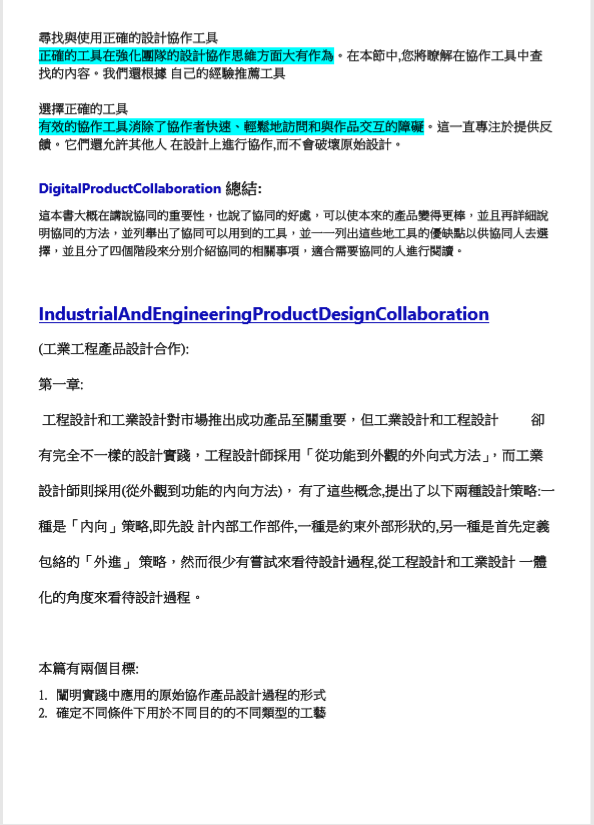 尋找與使用正確的設計協作工具
正確的工具在強化團隊的設計協作思維方面大有作為。在本節中,您將瞭解在協作工具中查
找的內容。我們還根據 自己的經驗推薦工具
選擇正確的工具
有效的協作工具消除了協作者快速、輕鬆地訪問和與作品交互的障礙。這一直專注於提供反
饋。它們還允許其他人 在設計上進行協作,而不會破壞原始設計。
DigitalProductCollaboration 總結:
這本書大概在講說協同的重要性，也說了協同的好處，可以使本來的產品變得更棒，並且再詳細說
明協同的方法，並列舉出了協同可以用到的工具，並一一列出這些地工具的優缺點以供協同人去選
擇，並且分了四個階段來分別介紹協同的相關事項，適合需要協同的人進行閱讀。
IndustrialAndEngineeringProductDesignCollaboration
(工業工程產品設計合作):
第一章:
工程設計和工業設計對市場推出成功產品至關重要，但工業設計和工程設計 卻
有完全不一樣的設計實踐，工程設計師採用「從功能到外觀的外向式方法」，而工業
設計師則採用(從外觀到功能的內向方法)， 有了這些概念,提出了以下兩種設計策略:一
種是「內向」策略,即先設 計內部工作部件,一種是約束外部形狀的,另一種是首先定義
包絡的「外進」 策略，然而很少有嘗試來看待設計過程,從工程設計和工業設計 一體
化的角度來看待設計過程。
本篇有兩個目標:
1. 闡明實踐中應用的原始協作產品設計過程的形式
2. 確定不同條件下用於不同目的的不同類型的工藝